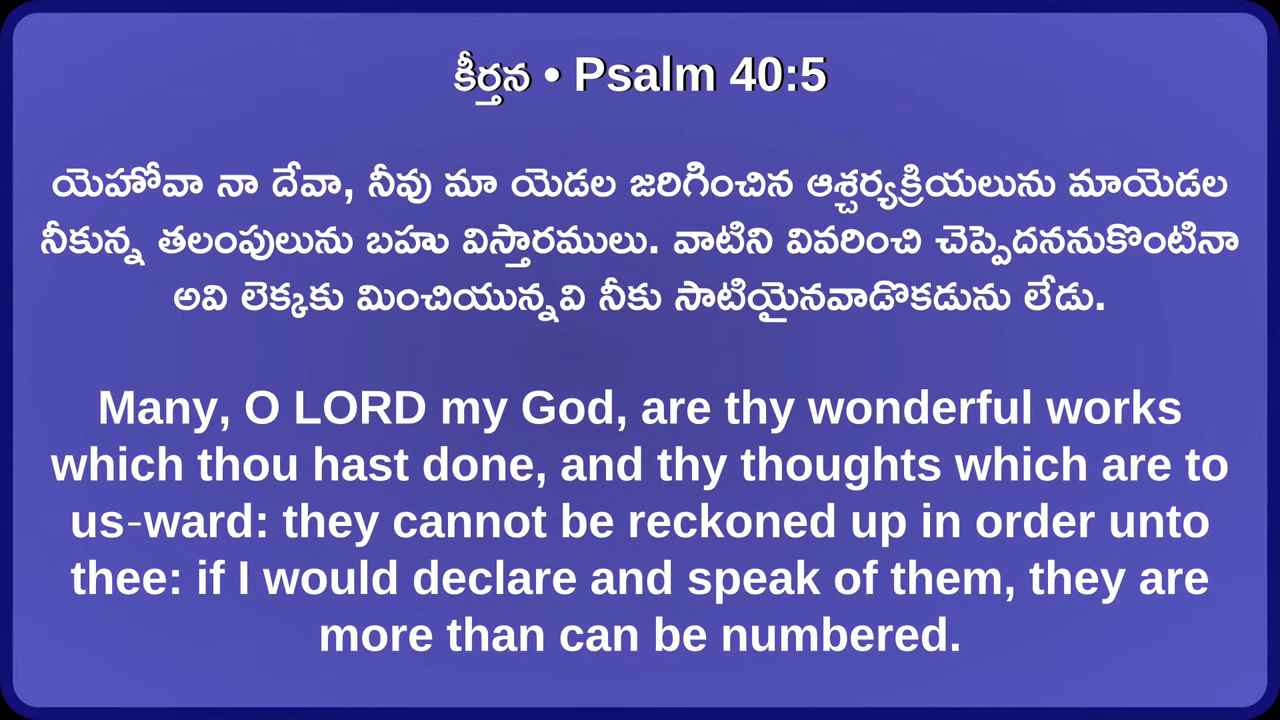 కీర్తన • Psalm 40:5
యెహోవా నా దేవా, నీవు మా యెడల జరిగించిన ఆశ్చర్యక్రియలును మాయెడల
నీకున్న తలంపులును బహు విస్తారములు. వాటిని వివరించి చెప్పెదననుకొంటినా
అవి లెక్కకు మించియున్నవి నీకు సాటియైనవాడొకడును లేడు.
Many, O LORD my God, are thy wonderful works
which thou hast done, and thy thoughts which are to
us-ward: they cannot be reckoned up in order unto
thee: if I would declare and speak of them, they are
more than can be numbered.